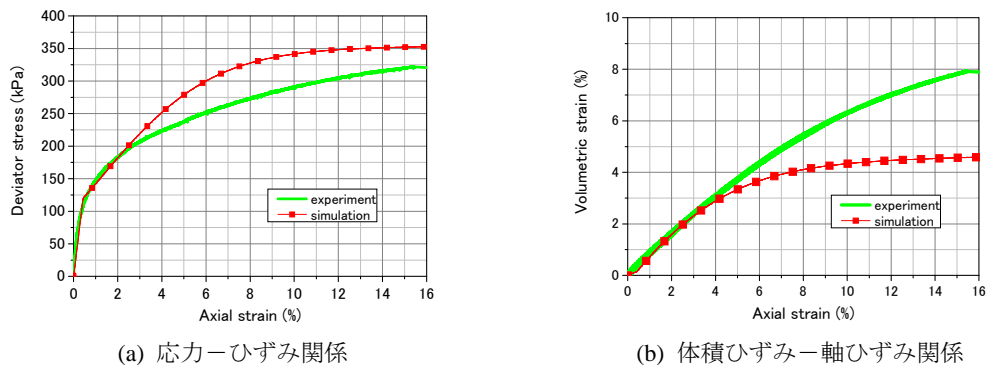 400
350
300
250
200
150
100
50
0
Deviator stress (kPa)
experiment
simulation
0 2 4 6 8 10 12 14 16
Axial strain (%)
(a) 応力－ひずみ関係
10
8
6
4
2
0
Volumetric strain (%)
experiment
simulation
0 2 4 6 8 10 12 14 16
Axial strain (%)
(b) 体積ひずみ－軸ひずみ関係